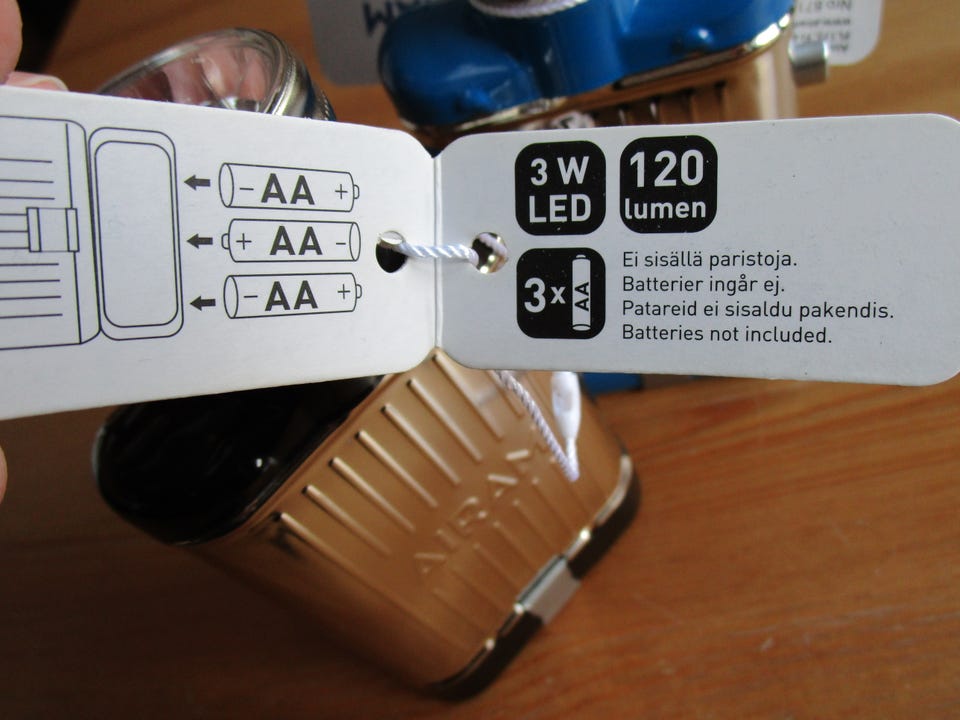 - AA +
+ AA -
- AA +
3 W
LED
120
lumen
3x
AA
Ei sisällä paristoja.
Batterier ingår ej.
Patareid ei sisaldu pakendis.
Batteries not included.
AIRAM